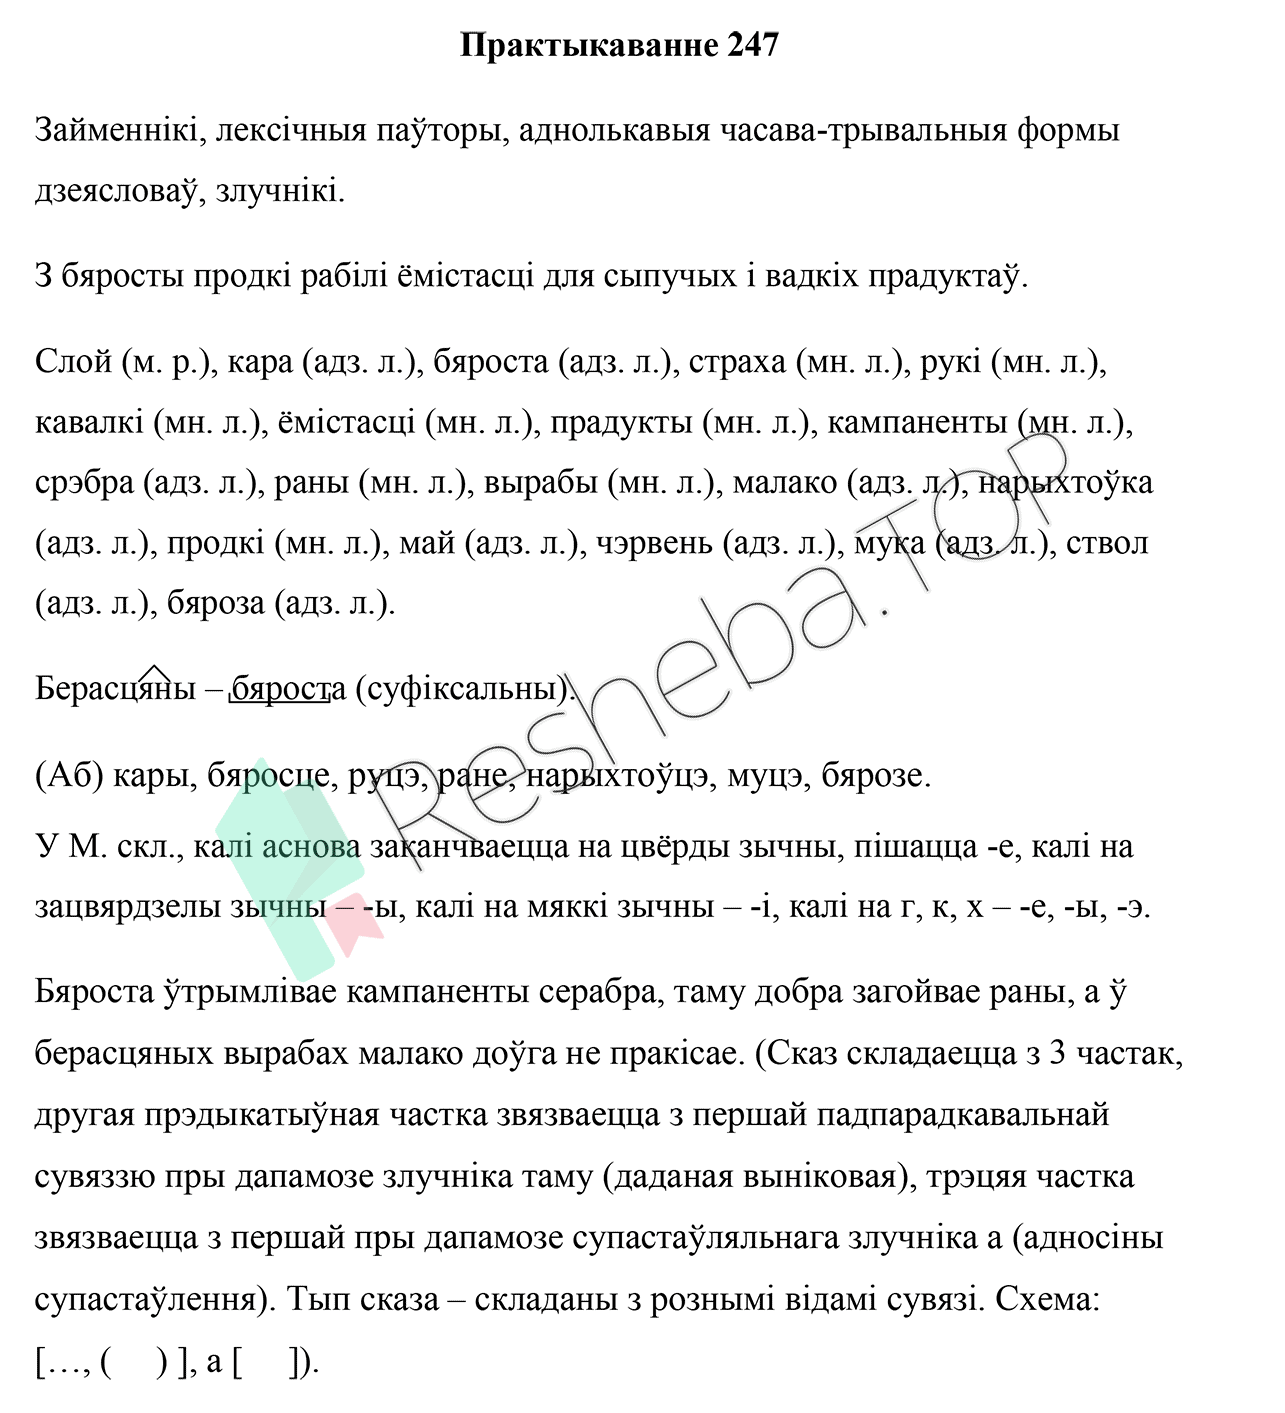 Практыкаванне 247
Займеннікі, лексічныя паўторы, аднолькавыя часава-трывальныя формы
дзеясловаў, злучнікі.
З бяросты продкі рабілі ёмістасці для сыпучых і вадкіх прадуктаў.
Слой (м. р.), кара (адз. л.), бяроста (адз. л.), страха (мн. л.), рукі (мн. л.),
кавалкі (мн. л.), ёмістасці (мн. л.), прадукты (мн. л.), кампаненты (мн. л.),
срэбра (адз. л.), раны (мн. л.), вырабы (мн. л.), малако (адз. л.), нарыхтоўка
(адз. л.), продкі (мн. л.), май (адз. л.), чэрвень (адз. л.), мука (адз. л.), ствол
(адз. л.), бяроза (адз. л.).
Берасцяны – бяроста (суфіксальны).
(Аб) кары, бяросце, руцэ, ране, нарыхтоўцэ, муцэ, бярозе.
У М. скл., калі аснова заканчваецца на цвёрды зычны, пішацца -е, калі на
зацвярдзелы зычны – -ы, калі на мяккі зычны – -і, калі на г, к, х – -е, -ы, -э.
Бяроста ўтрымлівае кампаненты серабра, таму добра загойвае раны, а ў
берасцяных вырабах малако доўга не пракісае. (Сказ складаецца з 3 частак,
другая прэдыкатыўная частка звязваецца з першай падпарадкавальнай
сувяззю пры дапамозе злучніка таму (даданая выніковая), трэцяя частка
звязваецца з першай пры дапамозе супастаўляльнага злучніка а (адносіны
супастаўлення). Тып сказа – складаны з рознымі відамі сувязі. Схема:
[…, ( ) ], а [ ]).
Resheba.TOP